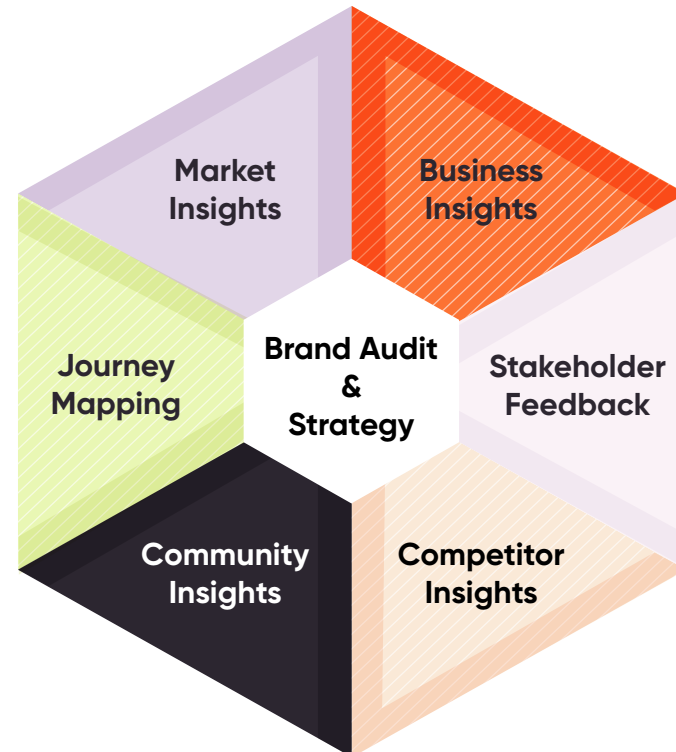 Market
Insights
Business
Insights
Journey
Mapping
Brand Audit
&
Strategy
Stakeholder
Feedback
Community
Insights
Competitor
Insights